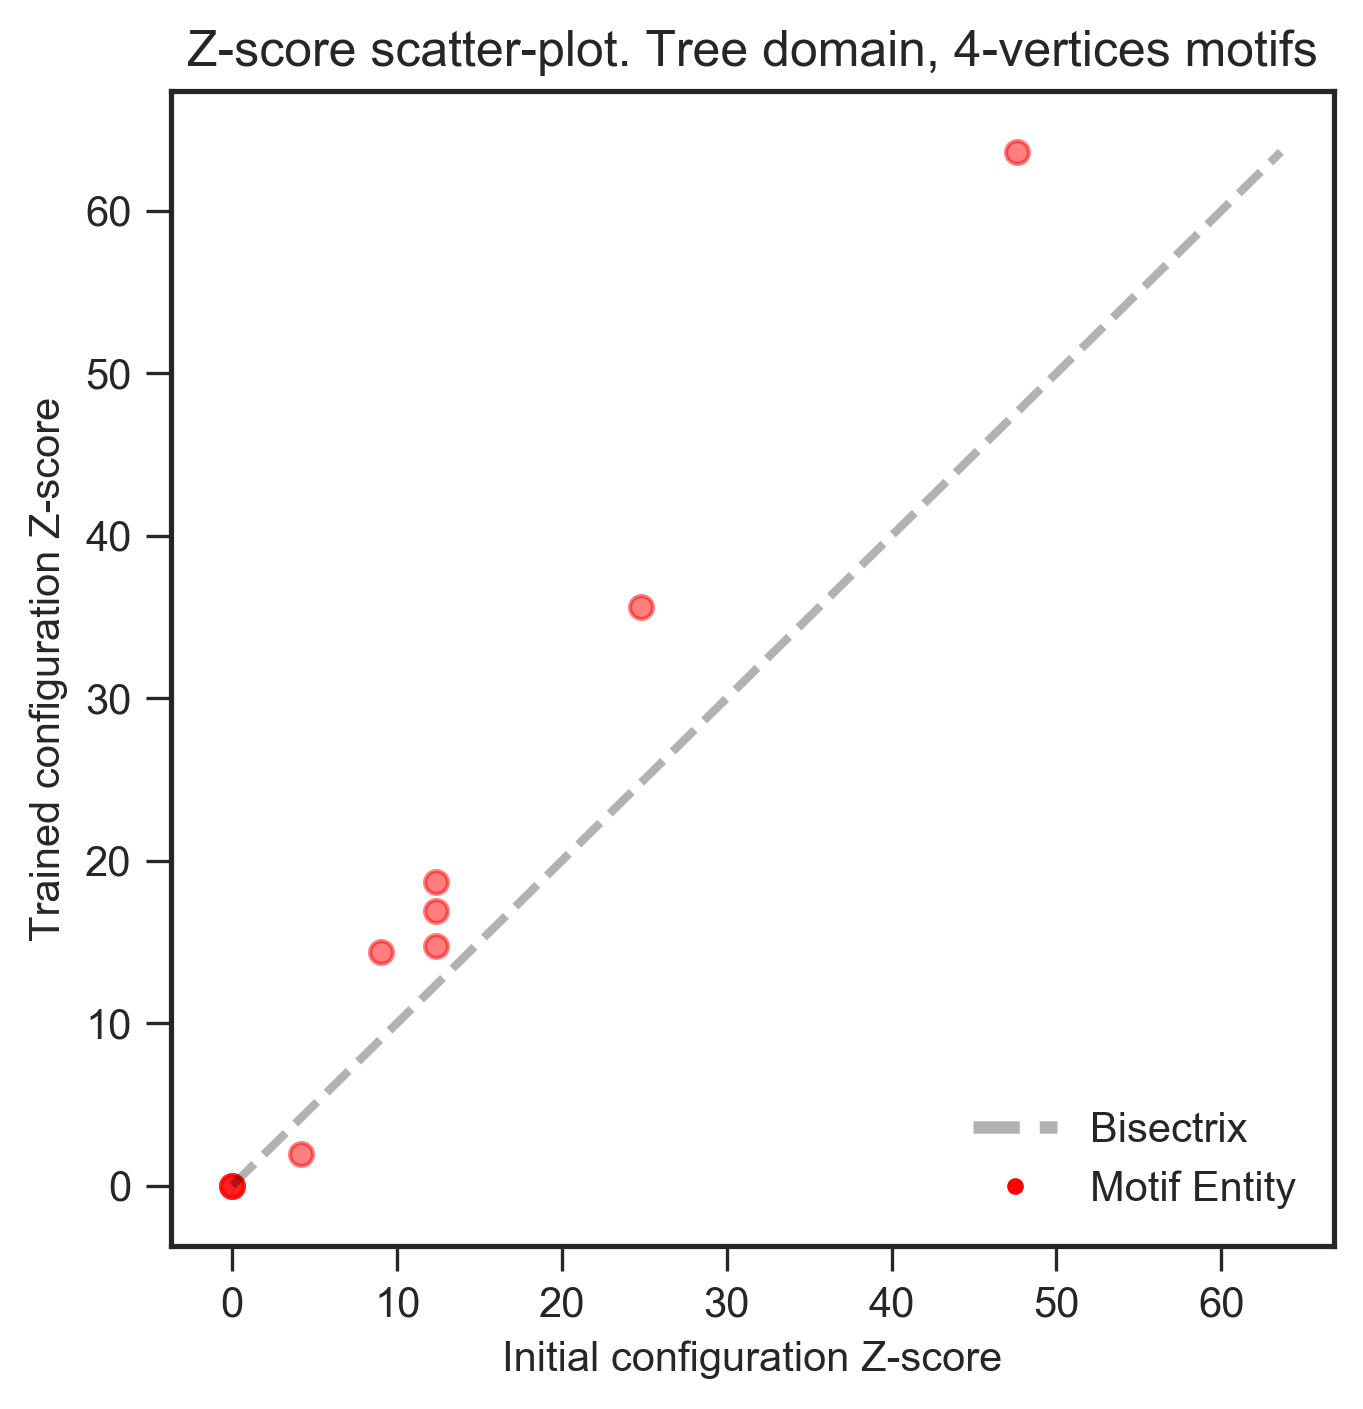 Z-score scatter-plot. Tree domain, 4-vertices motifs
Trained configuration Z-score
60
50
40
30
20
10
0
Bisectrix
Motif Entity
0 10 20 30 40 50 60
Initial configuration Z-score